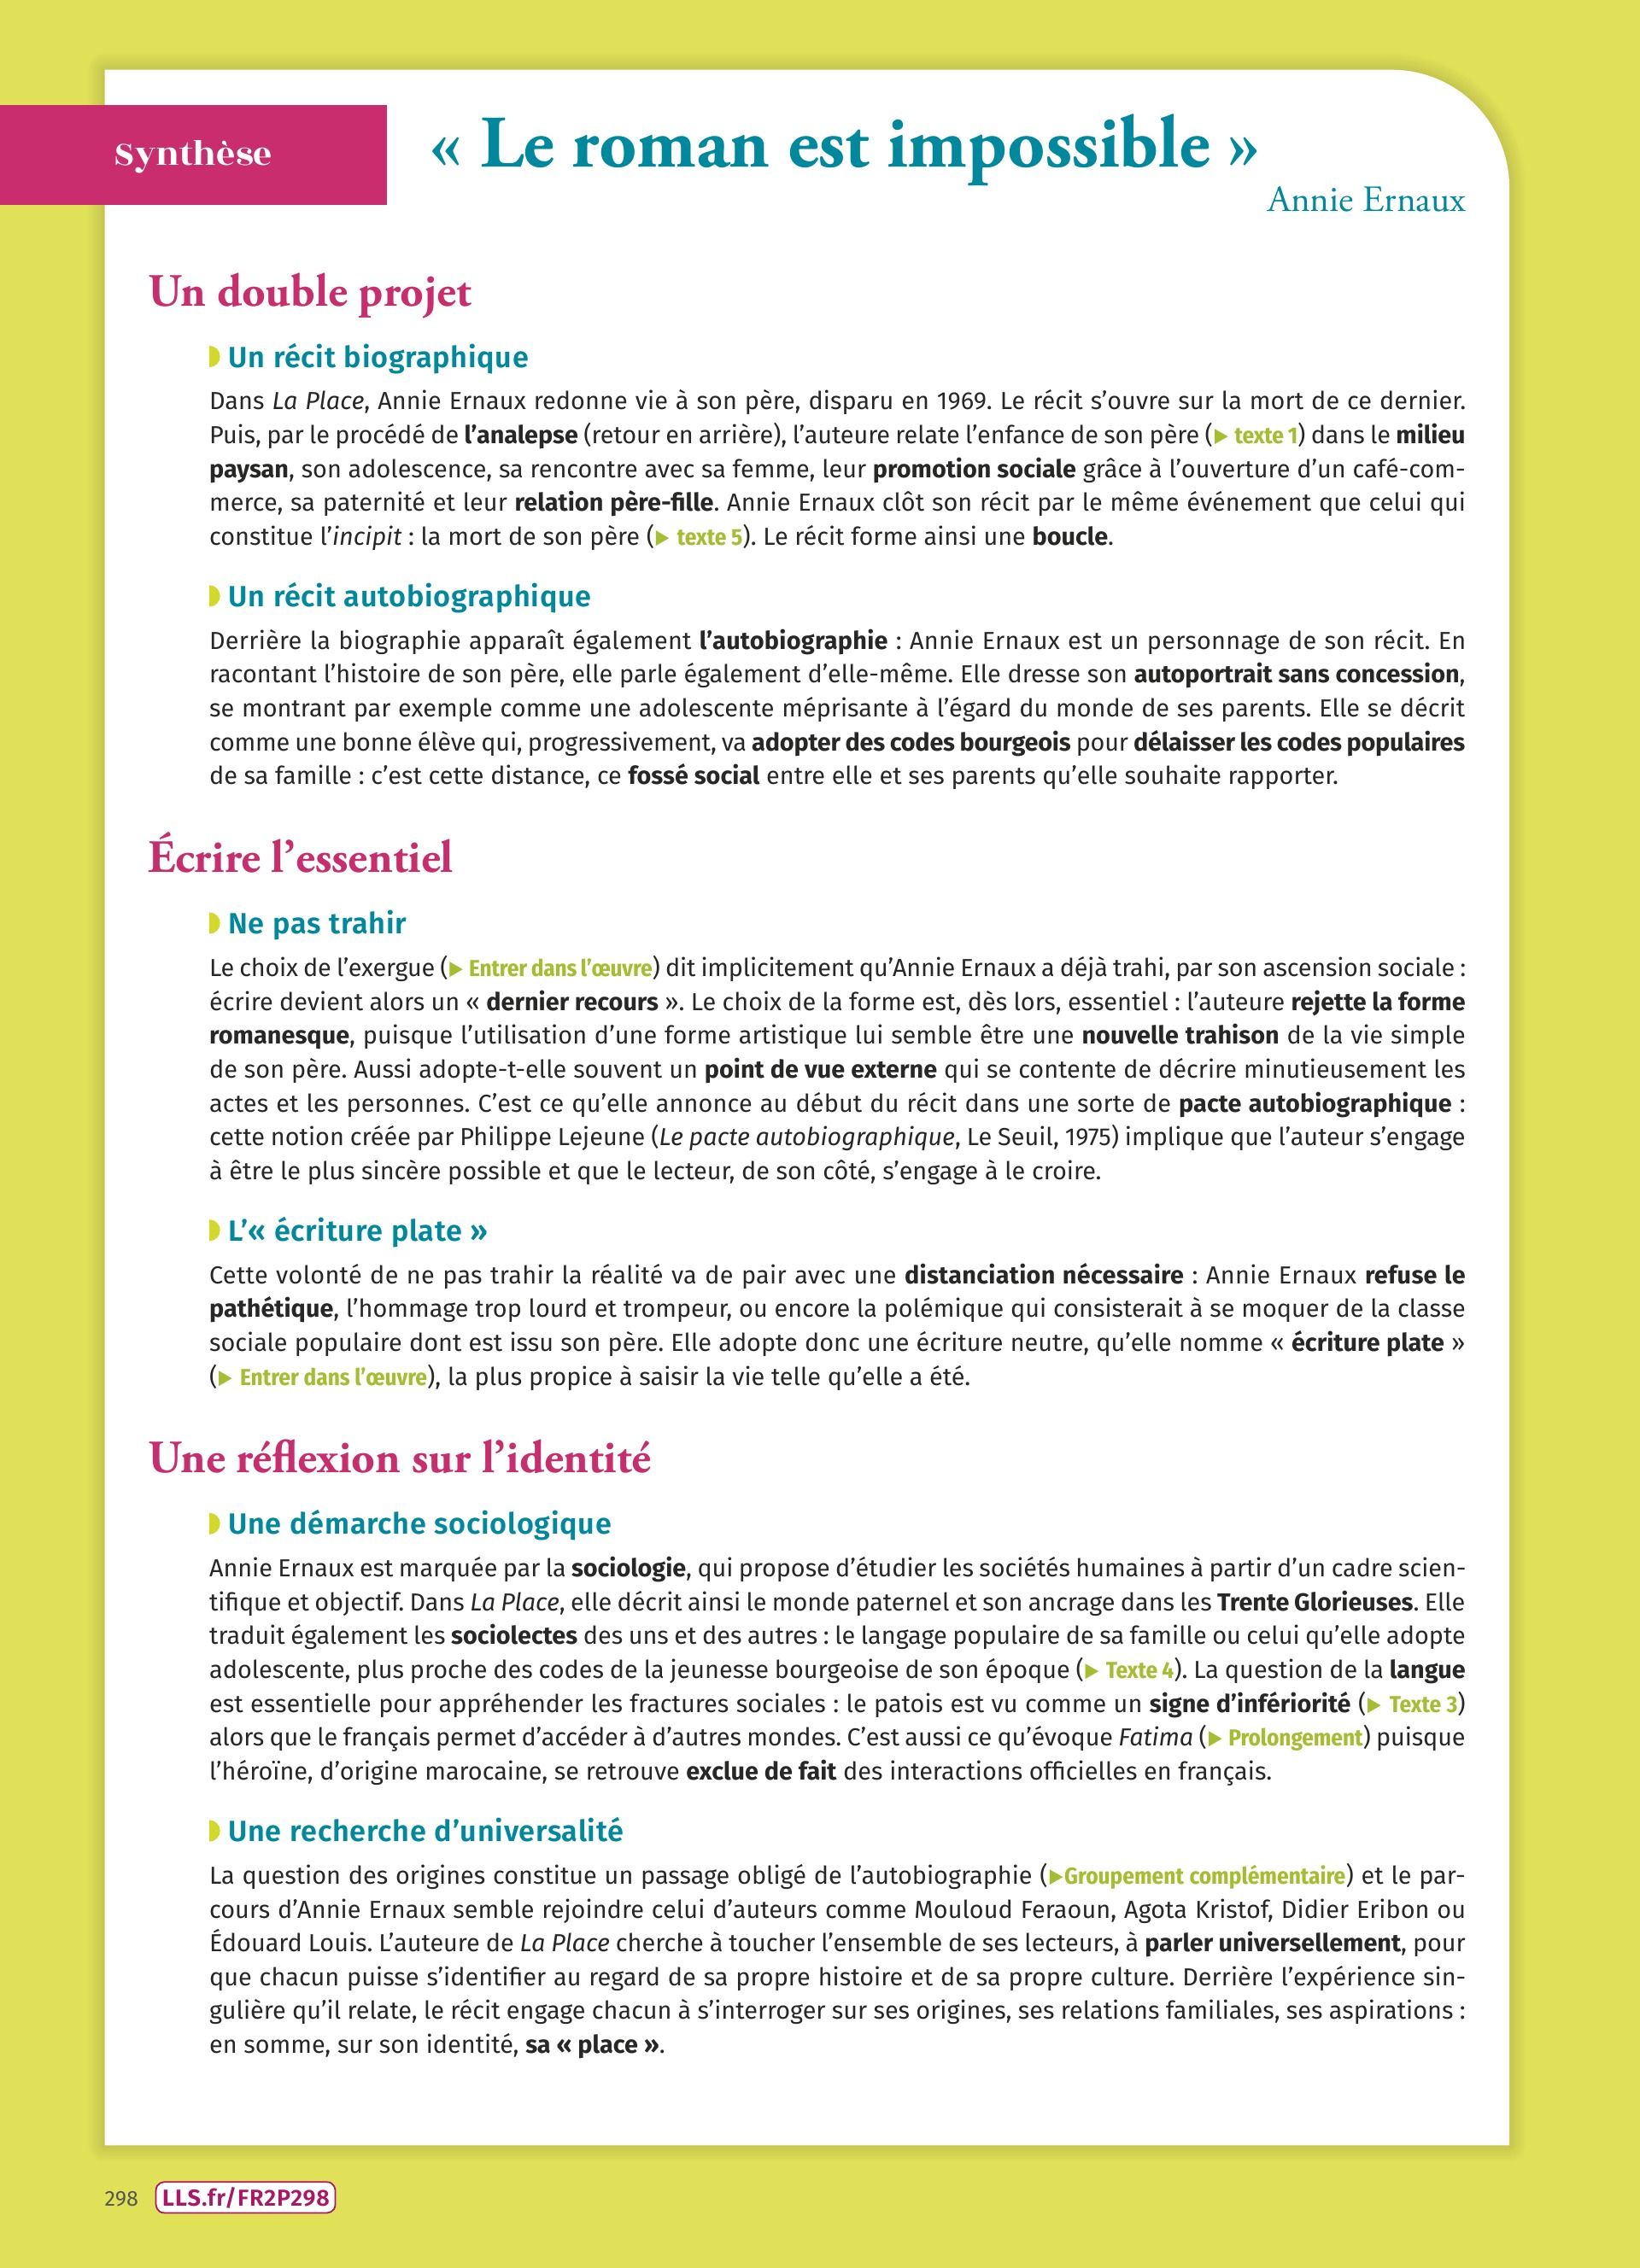 Synthèse
« Le roman est impossible »
Annie Ernaux
Un double projet
Un récit biographique
Dans La Place, Annie Ernaux redonne vie à son père, disparu en 1969. Le récit s’ouvre sur la mort de ce dernier.
Puis, par le procédé de l’analepse (retour en arrière), l’auteure relate l’enfance de son père (▶ texte 1) dans le milieu
paysan, son adolescence, sa rencontre avec sa femme, leur promotion sociale grâce à l’ouverture d’un café-com-
merce, sa paternité et leur relation père-fille. Annie Ernaux clôt son récit par le même événement que celui qui
constitue l’incipit : la mort de son père (▶ texte 5). Le récit forme ainsi une boucle.
Un récit autobiographique
Derrière la biographie apparaît également l’autobiographie : Annie Ernaux est un personnage de son récit. En
racontant l’histoire de son père, elle parle également d’elle-même. Elle dresse son autoportrait sans concession,
se montrant par exemple comme une adolescente méprisante à l’égard du monde de ses parents. Elle se décrit
comme une bonne élève qui, progressivement, va adopter des codes bourgeois pour délaisser les codes populaires
de sa famille : c’est cette distance, ce fossé social entre elle et ses parents qu’elle souhaite rapporter.
Écrire l’essentiel
Ne pas trahir
Le choix de l’exergue (▶ Entrer dans l’œuvre) dit implicitement qu’Annie Ernaux a déjà trahi, par son ascension sociale :
écrire devient alors un « dernier recours ». Le choix de la forme est, dès lors, essentiel : l’auteure rejette la forme
romanesque, puisque l’utilisation d’une forme artistique lui semble être une nouvelle trahison de la vie simple
de son père. Aussi adopte-t-elle souvent un point de vue externe qui se contente de décrire minutieusement les
actes et les personnes. C’est ce qu’elle annonce au début du récit dans une sorte de pacte autobiographique :
cette notion créée par Philippe Lejeune (Le pacte autobiographique, Le Seuil, 1975) implique que l’auteur s’engage
à être le plus sincère possible et que le lecteur, de son côté, s’engage à le croire.
L’« écriture plate »
Cette volonté de ne pas trahir la réalité va de pair avec une distanciation nécessaire : Annie Ernaux refuse le
pathétique, l’hommage trop lourd et trompeur, ou encore la polémique qui consisterait à se moquer de la classe
sociale populaire dont est issu son père. Elle adopte donc une écriture neutre, qu’elle nomme « écriture plate »
(▶ Entrer dans l’œuvre), la plus propice à saisir la vie telle qu’elle a été.
Une réflexion sur l’identité
Une démarche sociologique
Annie Ernaux est marquée par la sociologie, qui propose d’étudier les sociétés humaines à partir d’un cadre scien-
tifique et objectif. Dans La Place, elle décrit ainsi le monde paternel et son ancrage dans les Trente Glorieuses. Elle
traduit également les sociolectes des uns et des autres : le langage populaire de sa famille ou celui qu’elle adopte
adolescente, plus proche des codes de la jeunesse bourgeoise de son époque (▶ Texte 4). La question de la langue
est essentielle pour appréhender les fractures sociales : le patois est vu comme un signe d’infériorité (▶ Texte 3)
alors que le français permet d’accéder à d’autres mondes. C’est aussi ce qu’évoque Fatima (▶ Prolongement) puisque
l’héroïne, d’origine marocaine, se retrouve exclue de fait des interactions officielles en français.
Une recherche d’universalité
La question des origines constitue un passage obligé de l’autobiographie (▶Groupement complémentaire) et le par-
cours d’Annie Ernaux semble rejoindre celui d’auteurs comme Mouloud Feraoun, Agota Kristof, Didier Eribon ou
Édouard Louis. L’auteure de La Place cherche à toucher l’ensemble de ses lecteurs, à parler universellement, pour
que chacun puisse s’identifier au regard de sa propre histoire et de sa propre culture. Derrière l’expérience sin-
gulière qu’il relate, le récit engage chacun à s’interroger sur ses origines, ses relations familiales, ses aspirations :
en somme, sur son identité, sa « place ».
298 LLS.fr/FR2P298